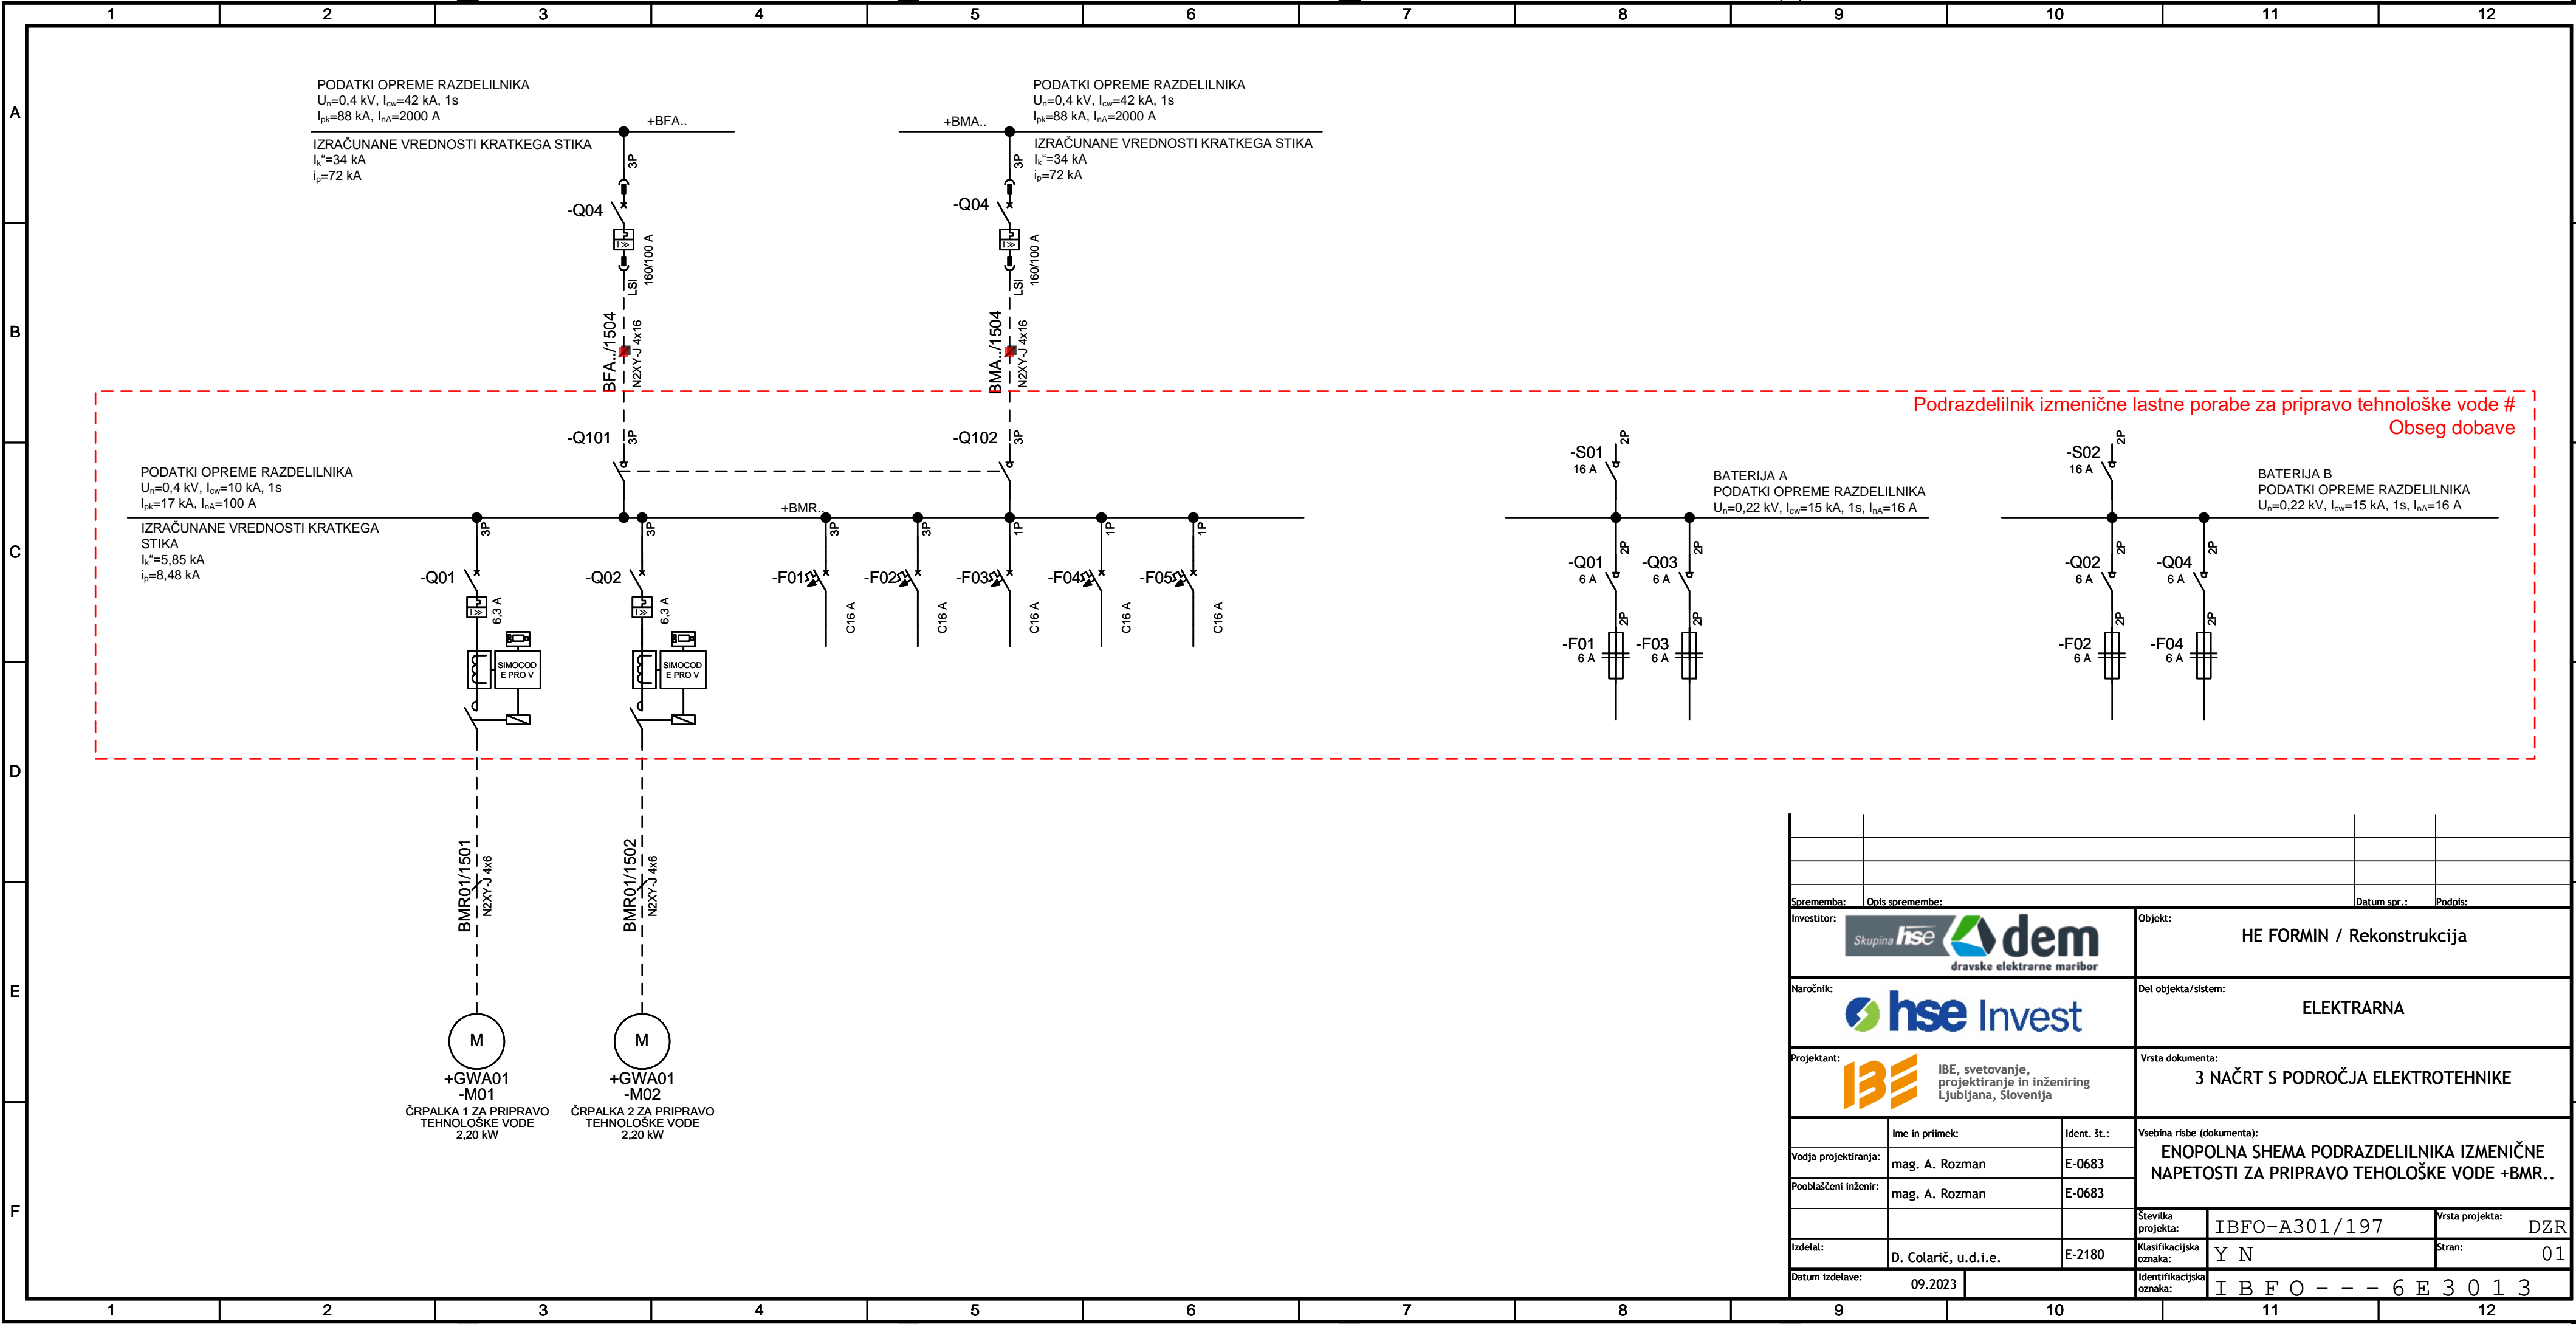 1 2 3 4 5 6 7 8 9 10 11 12
A
B
C
D
E
F
PODATKI OPREME RAZDELILNIKA
Un=0,4 kV, Icw=42 kA, 1s
Ipk=88 kA, InA=2000 A
+BFA..
IZRAČUNANE VREDNOSTI KRATKEGA STIKA
Ik"=34 kA
ip=72 kA
3P
-Q04
I≫
160/100 A
LSI
BFA../1504
N2XY-J 4x16
PODATKI OPREME RAZDELILNIKA
Un=0,4 kV, Icw=42 kA, 1s
Ipk=88 kA, InA=2000 A
+BMA..
IZRAČUNANE VREDNOSTI KRATKEGA STIKA
Ik"=34 kA
ip=72 kA
3P
-Q04
I≫
160/100 A
LSI
BMA../1504
N2XY-J 4x16
Podrazdelilnik izmenične lastne porabe za pripravo tehnološke vode #
Obseg dobave
-Q101
3P
-Q102
3P
PODATKI OPREME RAZDELILNIKA
Un=0,4 kV, Icw=10 kA, 1s
Ipk=17 kA, InA=100 A
+BMR..
IZRAČUNANE VREDNOSTI KRATKEGA
STIKA
Ik"=5,85 kA
ip=8,48 kA
3P
-Q01
I≫
6,3 A
SIMOCOD
E PRO V
3P
-Q02
I≫
6,3 A
SIMOCOD
E PRO V
3P
-F01
C16 A
3P
-F02
C16 A
1P
-F03
C16 A
1P
-F04
C16 A
1P
-F05
C16 A
-S01
16 A
2P
BATERIJA A
PODATKI OPREME RAZDELILNIKA
Un=0,22 kV, Icw=15 kA, 1s, InA=16 A
-Q01
6 A
2P
-Q03
6 A
2P
-F01
6 A
2P
-F03
6 A
2P
-S02
16 A
2P
BATERIJA B
PODATKI OPREME RAZDELILNIKA
Un=0,22 kV, Icw=15 kA, 1s, InA=16 A
-Q02
6 A
2P
-Q04
6 A
2P
-F02
6 A
2P
-F04
6 A
2P
BMR01/1501
N2XY-J 4x6
BMR01/1502
N2XY-J 4x6
M
+GWA01
-M01
ČRPALKA 1 ZA PRIPRAVO
TEHNOLOŠKE VODE
2,20 kW
M
+GWA01
-M02
ČRPALKA 2 ZA PRIPRAVO
TEHNOLOŠKE VODE
2,20 kW
Sprememba: Opis spremembe: Datum spr.: Podpis:
Investitor:
Skupina hse dem
dravske elektrarne maribor
Objekt:
HE FORMIN / Rekonstrukcija
Naročnik:
hse Invest
Del objekta/sistem:
ELEKTRARNA
Projektant:
IBE
IBE, svetovanje,
projektiranje in inženiring
Ljubljana, Slovenija
Vrsta dokumenta:
3 NAČRT S PODROČJA ELEKTROTEHNIKE
Ime in priimek: Ident. št.:
Vodja projektiranja: mag. A. Rozman E-0683
Pooblaščeni inženir: mag. A. Rozman E-0683
Izdelal: D. Colarič, u.d.i.e. E-2180
Datum izdelave: 09.2023
Vsebina risbe (dokumenta):
ENOPOLNA SHEMA PODRAZDELILNIKA IZMENIČNE
NAPETOSTI ZA PRIPRAVO TEHOLOŠKE VODE +BMR..
Številka
projekta: IBFO-A301/197
Vrsta projekta: DZR
Klasifikacijska
oznaka: Y N
Stran: 01
Identifikacijska
oznaka: I B F O - - - 6 E 3 0 1 3
1 2 3 4 5 6 7 8 9 10 11 12